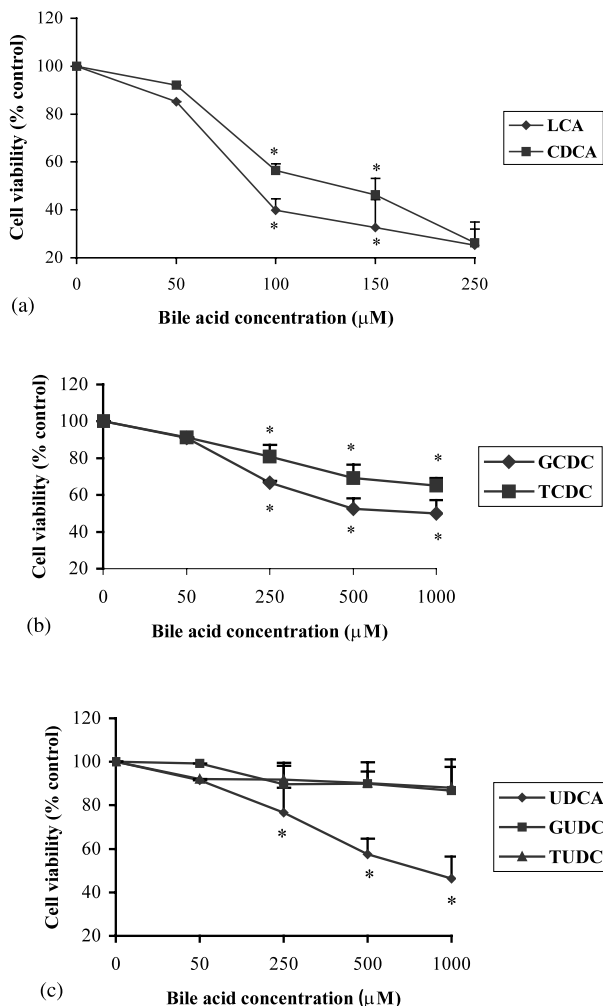 120
100
80
60
40
20
Cell viability (% control)
* *
* *
0 50 100 150 250
Bile acid concentration (μM)
LCA
CDCA
(a)
120
100
80
60
40
20
Cell viability (% control)
* * *
* * *
0 50 250 500 1000
Bile acid concentration (μM)
GCDC
TCDC
(b)
120
100
80
60
40
20
Cell viability (% control)
* * *
0 50 250 500 1000
Bile acid concentration (μM)
UDCA
GUDC
TUDC
(c)